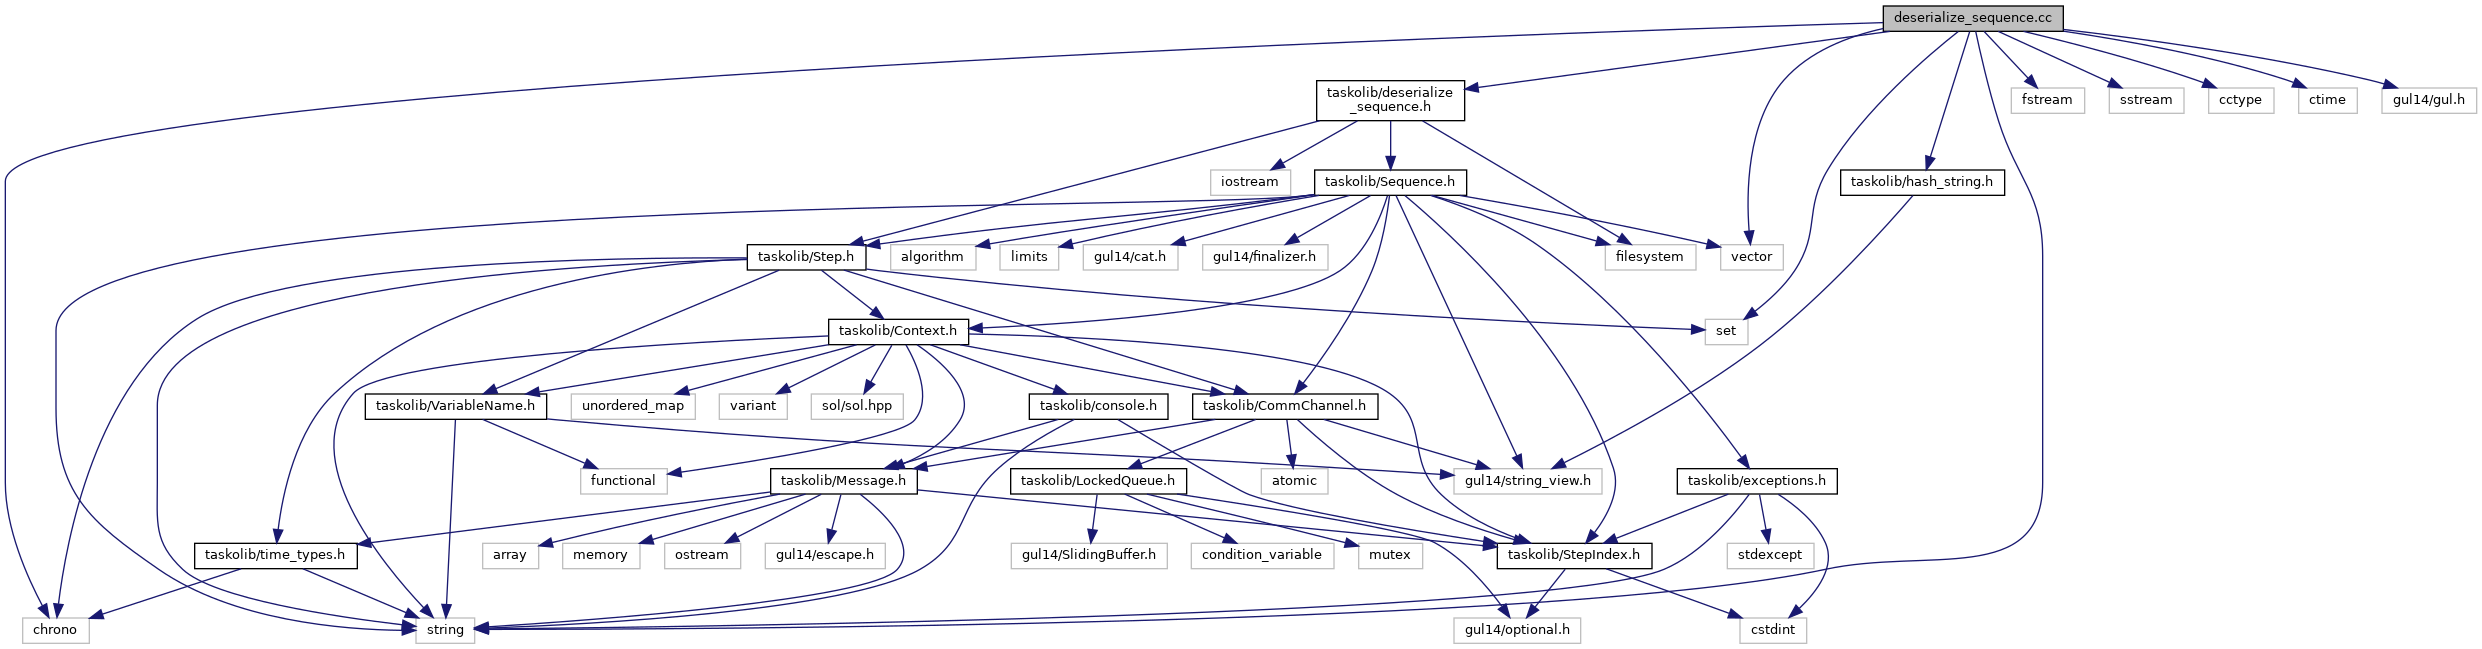 deserialize_sequence.cc
taskolib/deserialize
_sequence.h
fstream
sstream
cctype
ctime
gul14/gul.h
iostream
taskolib/Sequence.h
taskolib/hash_string.h
taskolib/Step.h
algorithm
limits
gul14/cat.h
gul14/finalizer.h
filesystem
vector
taskolib/Context.h
set
taskolib/VariableName.h
unordered_map
variant
sol/sol.hpp
taskolib/console.h
taskolib/CommChannel.h
functional
taskolib/Message.h
taskolib/LockedQueue.h
atomic
gul14/string_view.h
taskolib/exceptions.h
taskolib/time_types.h
array
memory
ostream
gul14/escape.h
gul14/SlidingBuffer.h
condition_variable
mutex
taskolib/StepIndex.h
stdexcept
chrono
string
gul14/optional.h
cstdint